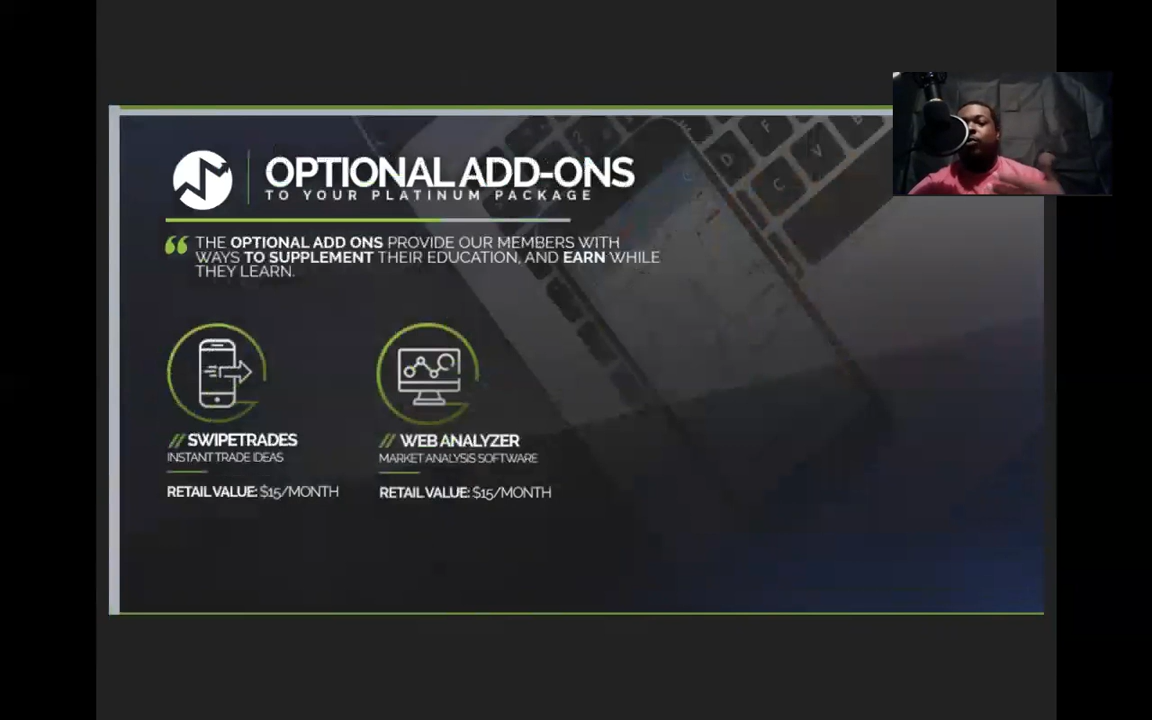 OPTIONAL ADD-ONS
TO YOUR PLATINUM PACKAGE
“ THE OPTIONAL ADD ONS PROVIDE OUR MEMBERS WITH
WAYS TO SUPPLEMENT THEIR EDUCATION, AND EARN WHILE
THEY LEARN.
// SWIPETRADES
INSTANT TRADE IDEAS
RETAIL VALUE: $15/MONTH
// WEB ANALYZER
MARKET ANALYSIS SOFTWARE
RETAIL VALUE: $15/MONTH